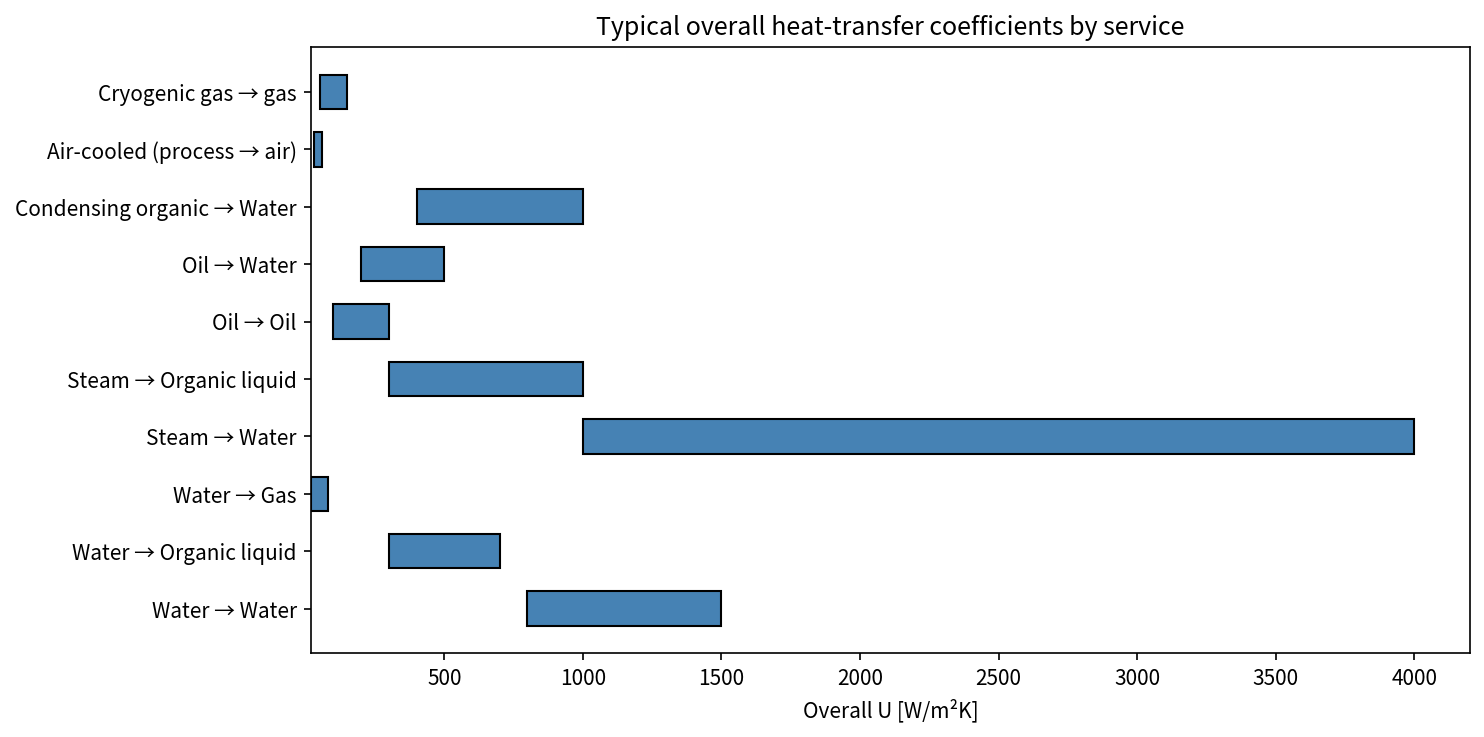 Typical overall heat-transfer coefficients by service
Cryogenic gas → gas
Air-cooled (process → air)
Condensing organic → Water
Oil → Water
Oil → Oil
Steam → Organic liquid
Steam → Water
Water → Gas
Water → Organic liquid
Water → Water
500 1000 1500 2000 2500 3000 3500 4000
Overall U [W/m²K]